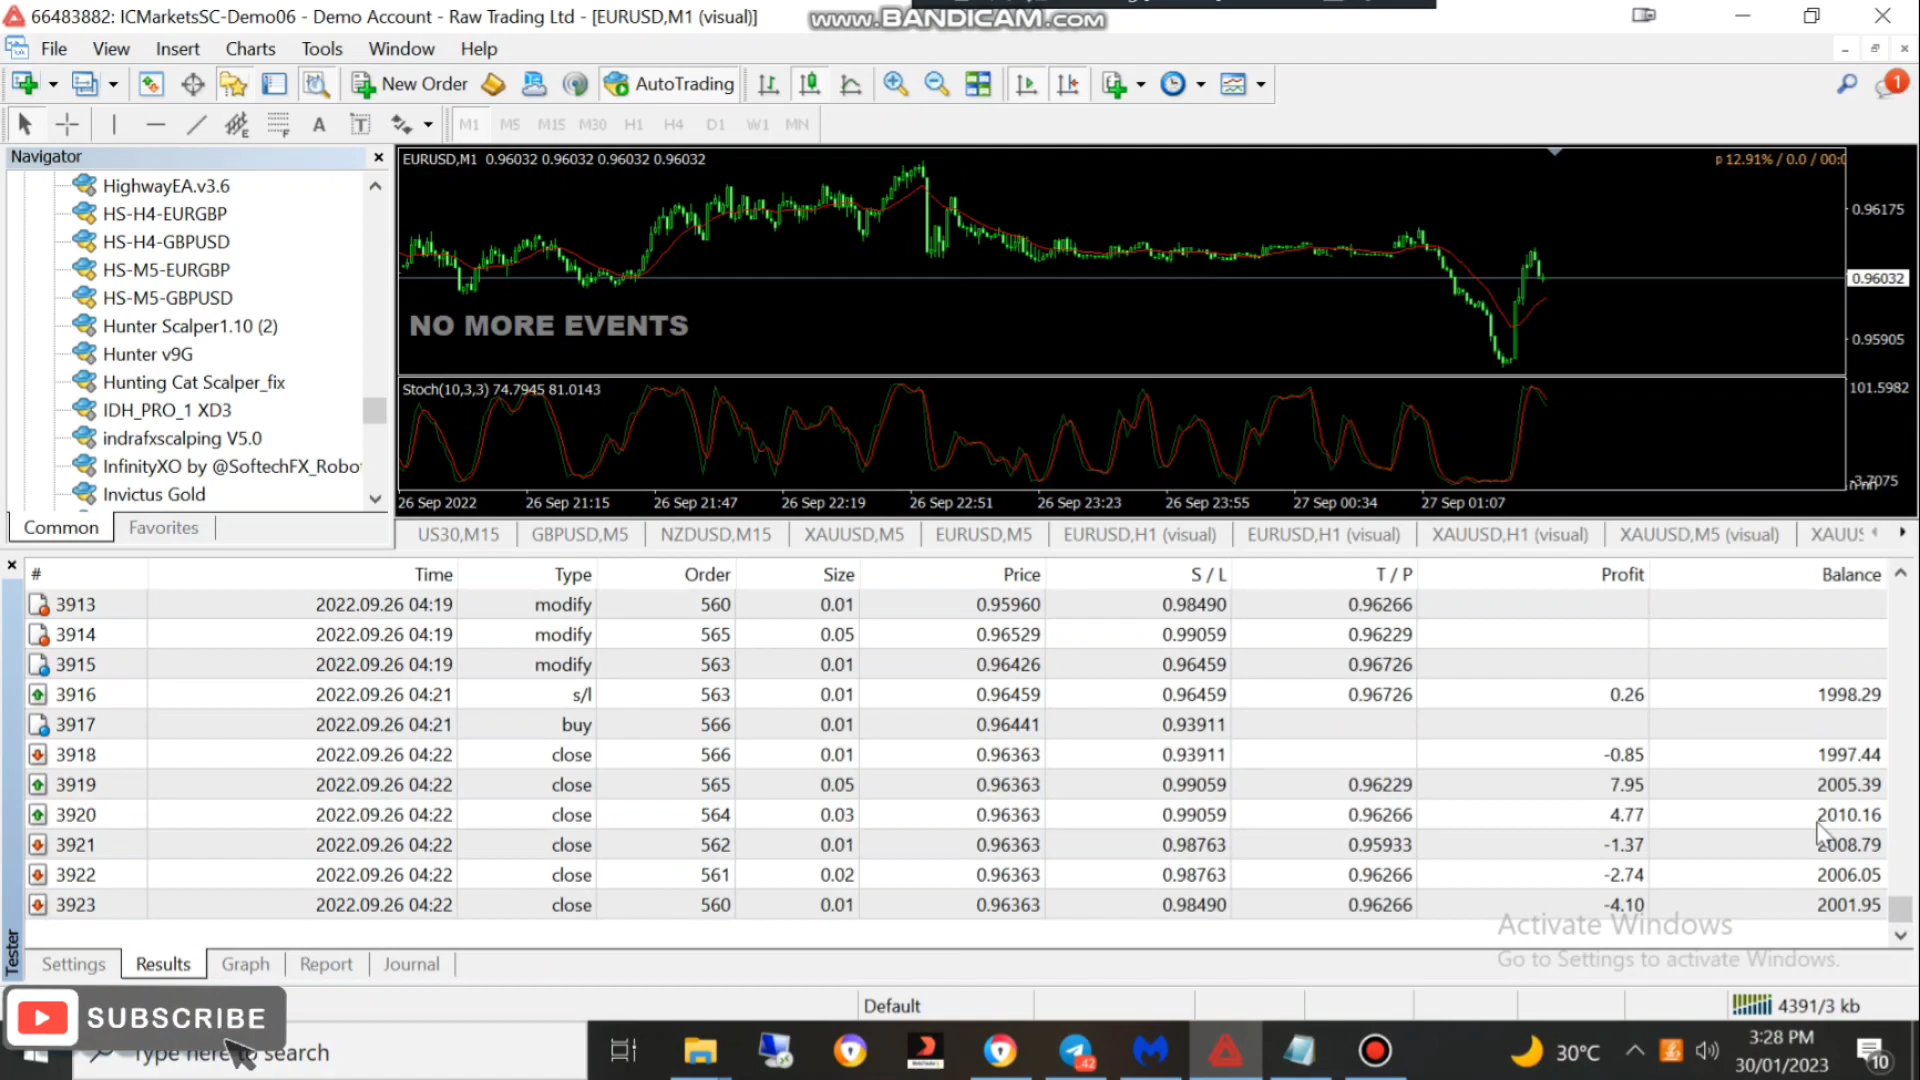 66483882: ICMarketsSC-Demo06 - Demo Account - Raw Trading Ltd - [EURUSD,M1 (visual)]
www.BANDICAM.com
File View Insert Charts Tools Window Help
New Order AutoTrading
1
A T
M1 M5 M15 M30 H1 H4 D1 W1 MN
Navigator
HighwayEA.v3.6
HS-H4-EURGBP
HS-H4-GBPUSD
HS-M5-EURGBP
HS-M5-GBPUSD
Hunter Scalper1.10 (2)
Hunter v9G
Hunting Cat Scalper_fix
IDH_PRO_1 XD3
indrafxscalping V5.0
InfinityXO by @SoftechFX_Robo
Invictus Gold
Common Favorites
EURUSD,M1 0.96032 0.96032 0.96032 0.96032
p 12.91% / 0.0 / 00:0
0.96175
0.96032
NO MORE EVENTS
0.95905
Stoch(10,3,3) 74.7945 81.0143
101.5982
-3.7075
26 Sep 2022 26 Sep 21:15 26 Sep 21:47 26 Sep 22:19 26 Sep 22:51 26 Sep 23:23 26 Sep 23:55 27 Sep 00:34 27 Sep 01:07
US30,M15 GBPUSD,M5 NZDUSD,M15 XAUUSD,M5 EURUSD,M5 EURUSD,H1 (visual) EURUSD,H1 (visual) XAUUSD,H1 (visual) XAUUSD,M5 (visual) XAUUS
# Time Type Order Size Price S / L T / P Profit Balance
3913 2022.09.26 04:19 modify 560 0.01 0.95960 0.98490 0.96266
3914 2022.09.26 04:19 modify 565 0.05 0.96529 0.99059 0.96229
3915 2022.09.26 04:19 modify 563 0.01 0.96426 0.96459 0.96726
3916 2022.09.26 04:21 s/l 563 0.01 0.96459 0.96459 0.96726 0.26 1998.29
3917 2022.09.26 04:21 buy 566 0.01 0.96441 0.93911
3918 2022.09.26 04:22 close 566 0.01 0.96363 0.93911 -0.85 1997.44
3919 2022.09.26 04:22 close 565 0.05 0.96363 0.99059 0.96229 7.95 2005.39
3920 2022.09.26 04:22 close 564 0.03 0.96363 0.99059 0.96266 4.77 2010.16
3921 2022.09.26 04:22 close 562 0.01 0.96363 0.98763 0.95933 -1.37 2008.79
3922 2022.09.26 04:22 close 561 0.02 0.96363 0.98763 0.96266 -2.74 2006.05
3923 2022.09.26 04:22 close 560 0.01 0.96363 0.98490 0.96266 -4.10 2001.95
Activate Windows
Go to Settings to activate Windows.
Tester
Settings Results Graph Report Journal
Default 4391/3 kb
SUBSCRIBE
Type here to search
42
30°C
3:28 PM
30/01/2023
10